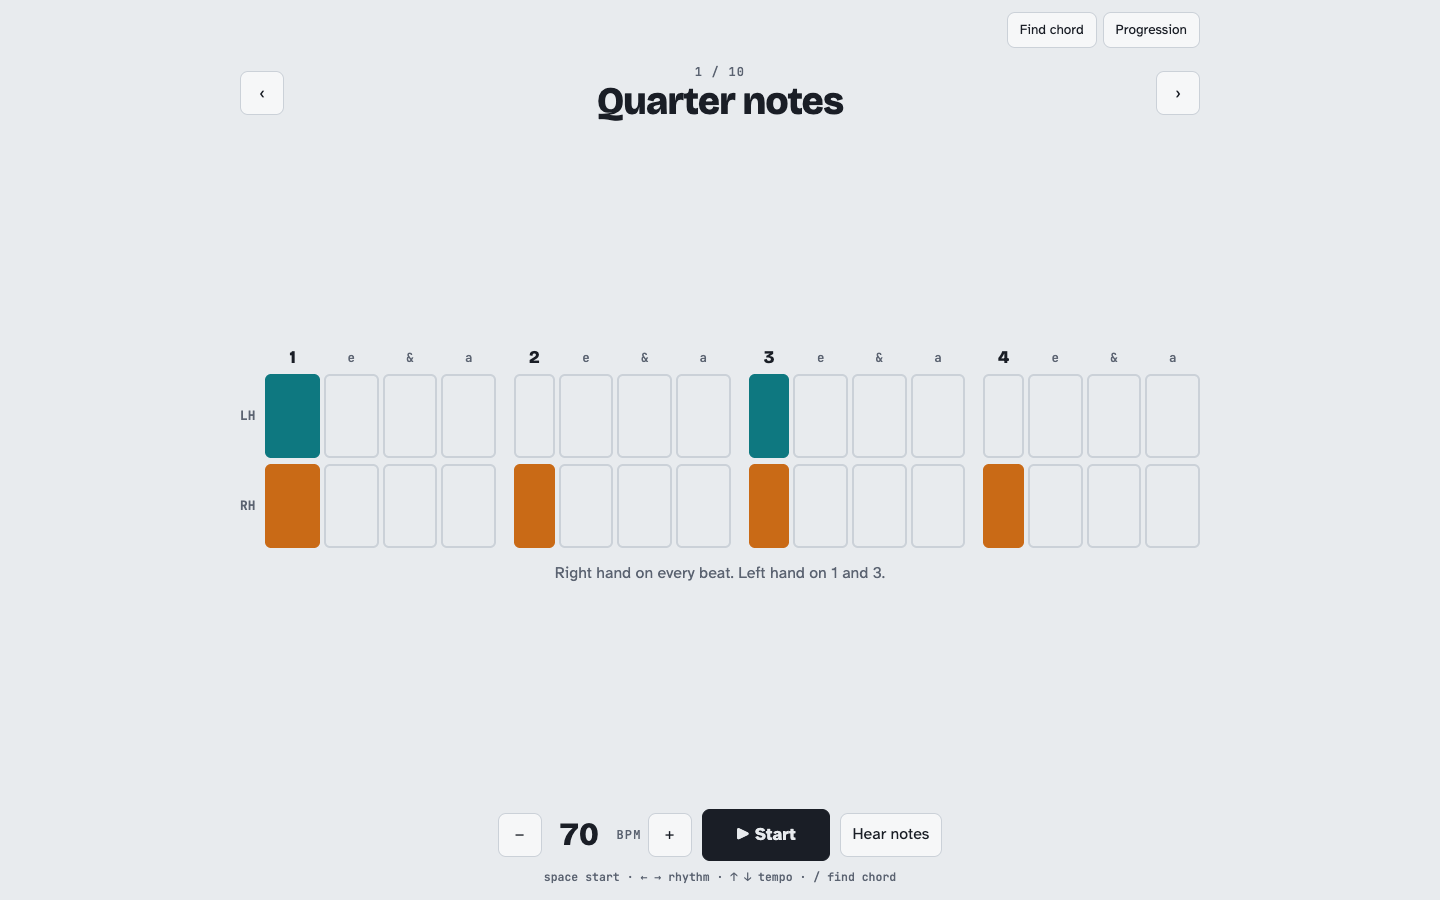 Find chord Progression
1 / 10
‹ Quarter notes ›
1 e & a 2 e & a 3 e & a 4 e & a
LH
RH
Right hand on every beat. Left hand on 1 and 3.
− 70 BPM + ▶ Start Hear notes
space start · ← → rhythm · ↑ ↓ tempo · / find chord